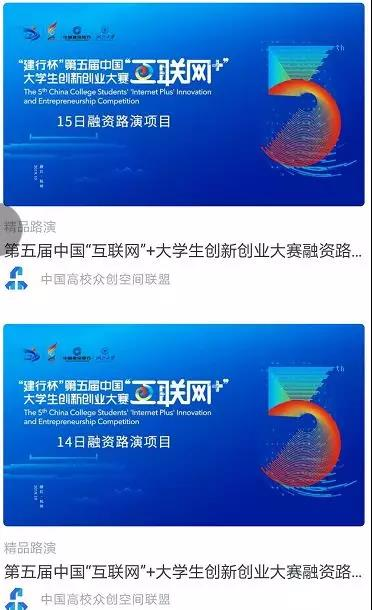 "建行杯"第五届中国
大学生创新创业大赛
互联网+"
The 5th China College Students' 'Internet Plus' Innovation
and Entrepreneurship Competition
th
15日融资路演项目
精品路演
第五届中国“互联网”+大学生创新创业大赛融资路...
中国高校众创空间联盟
"建行杯"第五届中国
大学生创新创业大赛
互联网+"
The 5th China College Students' 'Internet Plus' Innovation
and Entrepreneurship Competition
th
14日融资路演项目
精品路演
第五届中国“互联网”+大学生创新创业大赛融资路...
中国高校众创空间联盟